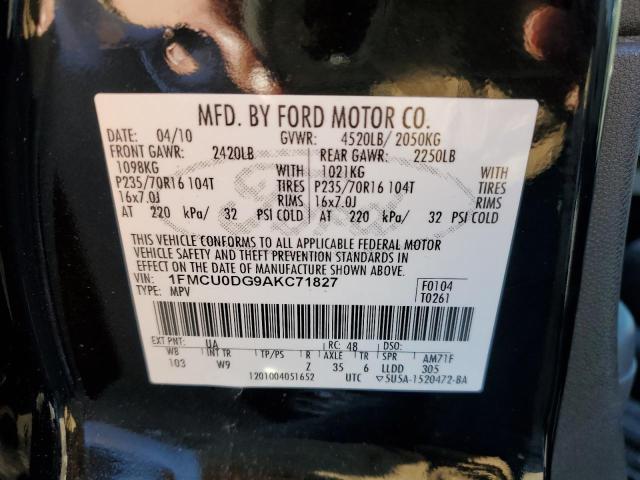 MFD. BY FORD MOTOR CO.
DATE: 04/10 GVWR: 4520LB/ 2050KG
FRONT GAWR: 2420LB REAR GAWR: 2250LB
1098KG WITH 1021KG WITH
P235/70R16 104T TIRES P235/70R16 104T TIRES
16x7.0J RIMS 16x7.0J RIMS
AT 220 kPa/ 32 PSI COLD AT 220 kPa/ 32 PSI COLD
Ford
THIS VEHICLE CONFORMS TO ALL APPLICABLE FEDERAL MOTOR
VEHICLE SAFETY AND THEFT PREVENTION STANDARDS IN
EFFECT ON THE DATE OF MANUFACTURE SHOWN ABOVE.
VIN: 1FMCU0DG9AKC71827 F0104
TYPE: MPV T0261
EXT PNT: UA RC: 48 DSO:
WB INT TR TP/PS R AXLE TR SPR AM71F
103 W9 Z 35 6 LLDD 305
1201004051652 UTC 5U5A-1520472-BA